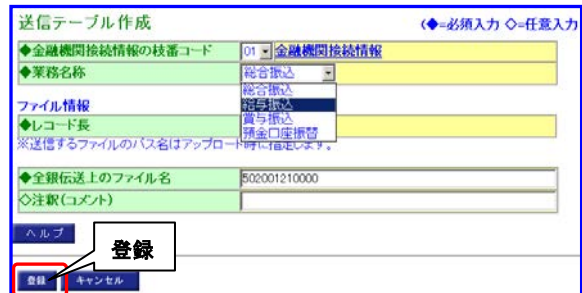 送信テーブル作成 (◆=必須入力 ◇=任意入力
◆金融機関接続情報の枝番コード 01 金融機関接続情報
◆業務名称 総合振込
総合振込
給与振込
賞与振込
預金口座振替
ファイル情報
◆レコード長
※送信するファイルのパス名はアップロード時に指定します。
◆全銀伝送上のファイル名 502001210000
◇注釈(コメント)
ヘルプ
登録
登録 キャンセル